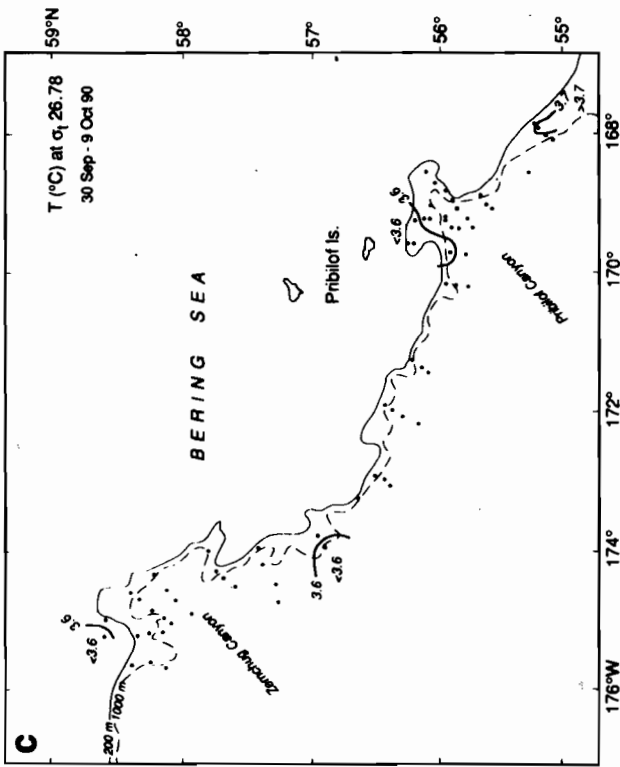 C
T (°C) at σt 26.78
30 Sep - 9 Oct 90
BERING SEA
Pribilof Is.
Zemchug Canyon
Pribilof Canyon
200 m
1000 m
3.6
<3.6
3.6
<3.6
3.6
<3.6
3.7
>3.7
59°N
58°
57°
56°
55°
176°W
174°
172°
170°
168°